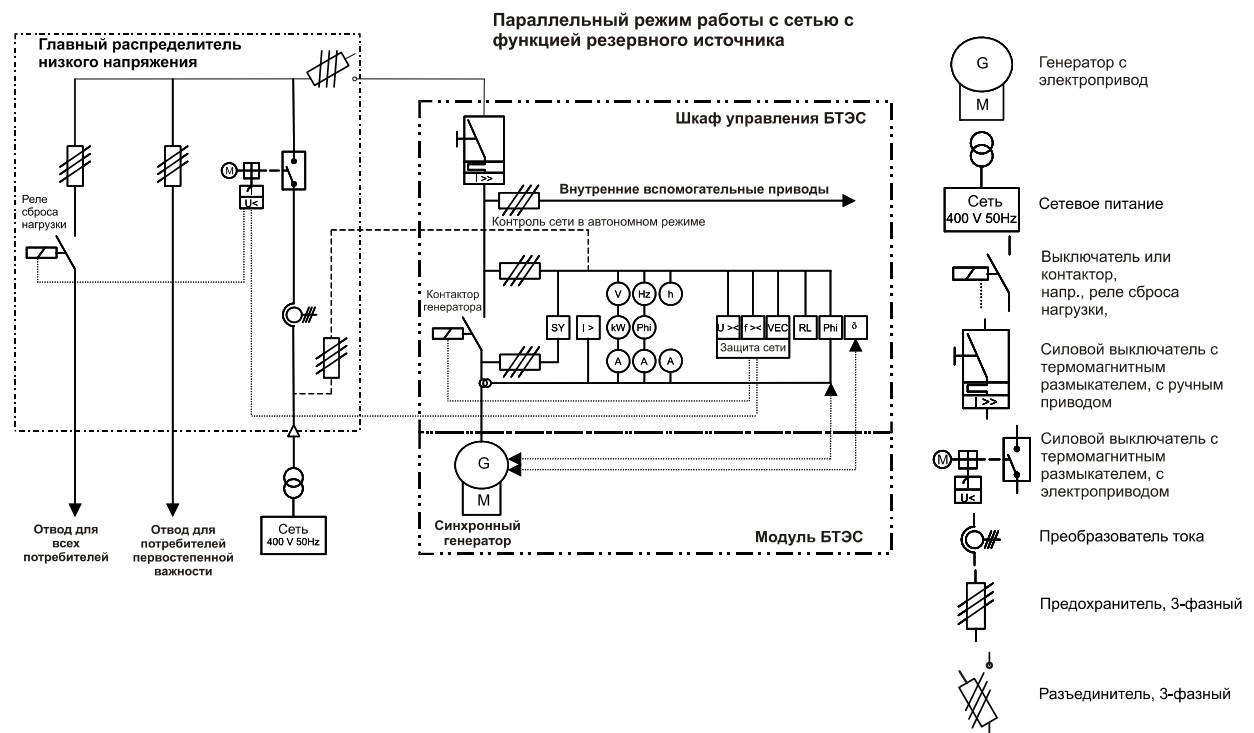 Параллельный режим работы с сетью с
функцией резервного источника
Главный распределитель
низкого напряжения
M
U<
Реле
сброса
нагрузки
Отвод для
всех
потребителей
Отвод для
потребителей
первостепенной
важности
Сеть
400 V 50Hz
Шкаф управления БТЭС
I >>
Внутренние вспомогательные приводы
Контроль сети в автономном режиме
Контактор
генератора
V
Hz
h
SY
I >
kW
Phi
U ><
f ><
VEC
RL
Phi
δ
Защита сети
A
A
A
G
M
Синхронный
генератор
Модуль БТЭС
G
M
Генератор с
электропривод
Сеть
400 V 50Hz
Сетевое питание
Выключатель или
контактор,
напр., реле сброса
нагрузки,
I >>
Силовой выключатель с
термомагнитным
размыкателем, с ручным
приводом
M
U<
Силовой выключатель с
термомагнитным
размыкателем, с
электроприводом
Преобразователь тока
Предохранитель, 3-фазный
Разъединитель, 3-фазный